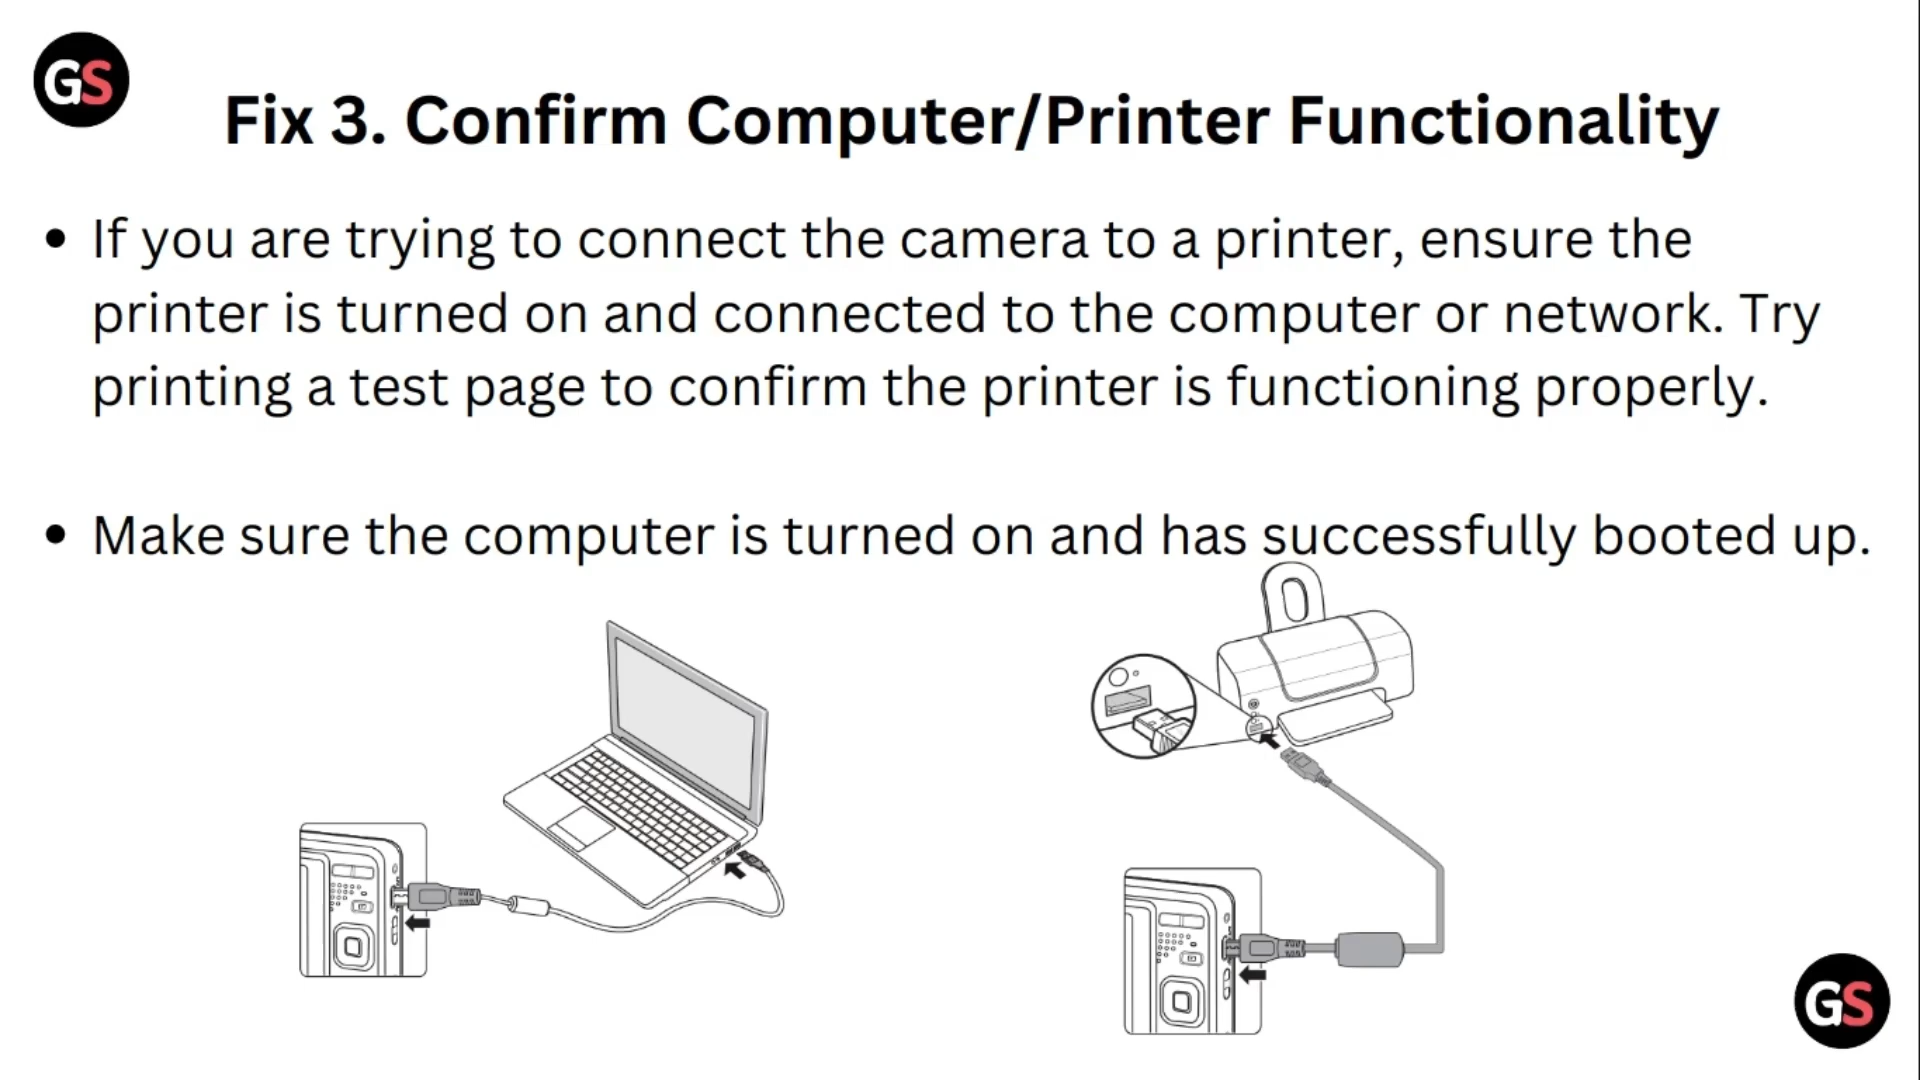 GS
Fix 3. Confirm Computer/Printer Functionality
• If you are trying to connect the camera to a printer, ensure the
printer is turned on and connected to the computer or network. Try
printing a test page to confirm the printer is functioning properly.
• Make sure the computer is turned on and has successfully booted up.
GS